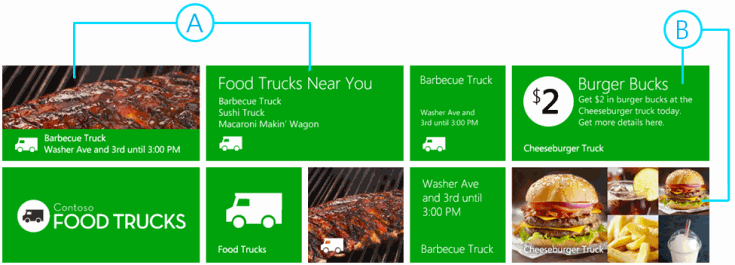 A
B
Barbecue Truck
Washer Ave and 3rd until 3:00 PM
Food Trucks Near You
Barbecue Truck
Sushi Truck
Macaroni Makin' Wagon
Barbecue Truck
Washer Ave and
3rd until 3:00 PM
$2
Burger Bucks
Get $2 in burger bucks at the
Cheeseburger truck today.
Get more details here.
Cheeseburger Truck
Contoso
FOOD TRUCKS
Food Trucks
Washer Ave
and 3rd until
3:00 PM
Barbecue Truck
Cheeseburger Truck